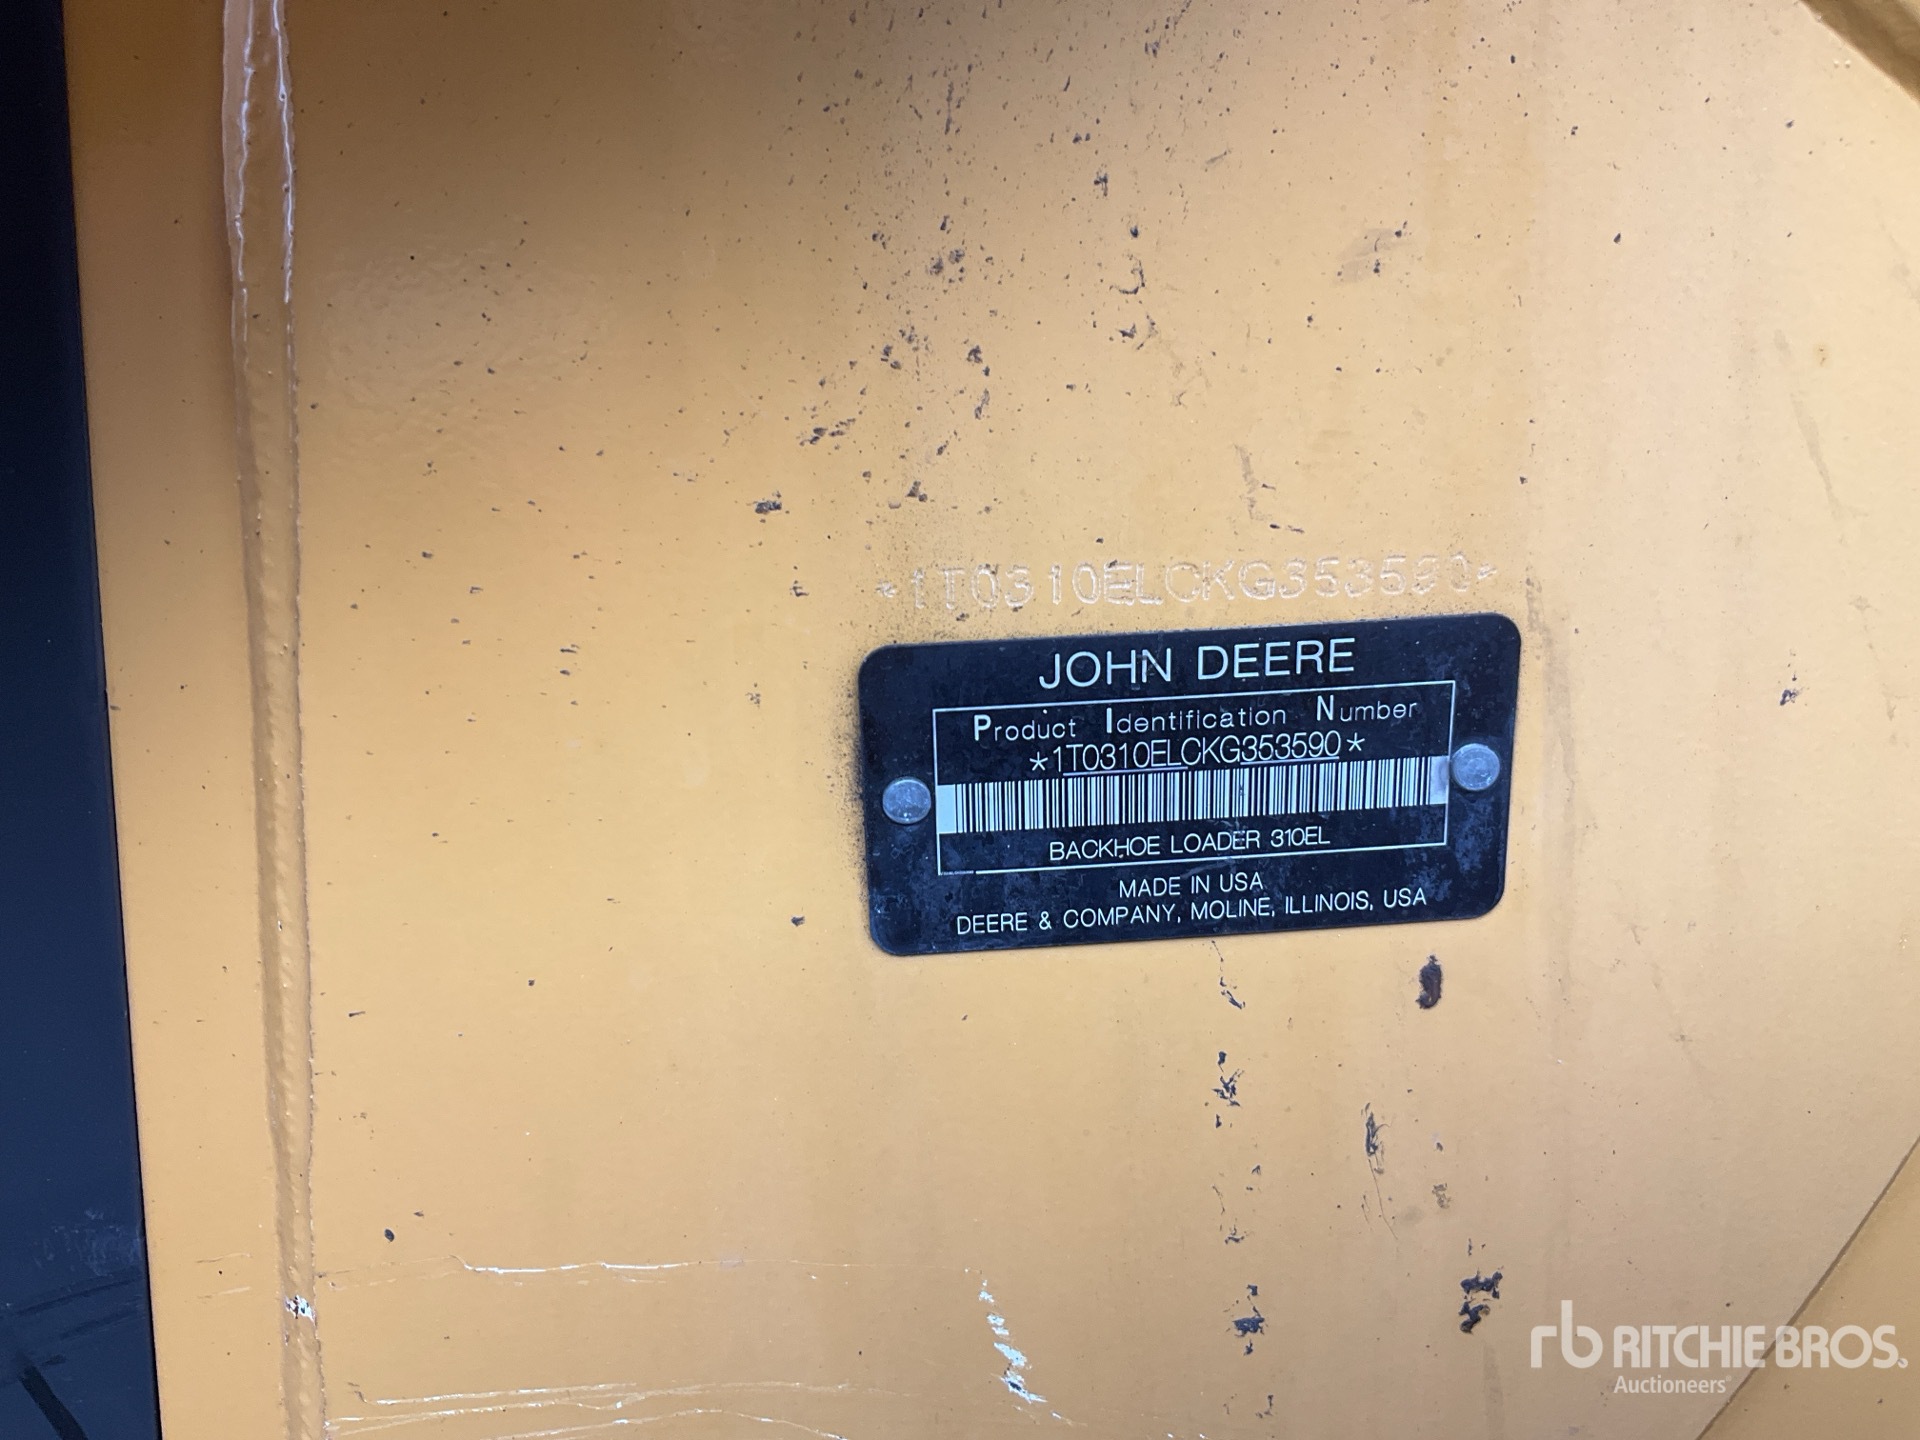 *1T0310ELCKG353590*
JOHN DEERE
Product Identification Number
*1T0310ELCKG353590*
BACKHOE LOADER 310EL
MADE IN USA
DEERE & COMPANY, MOLINE, ILLINOIS, USA
rb RITCHIE BROS.
Auctioneers